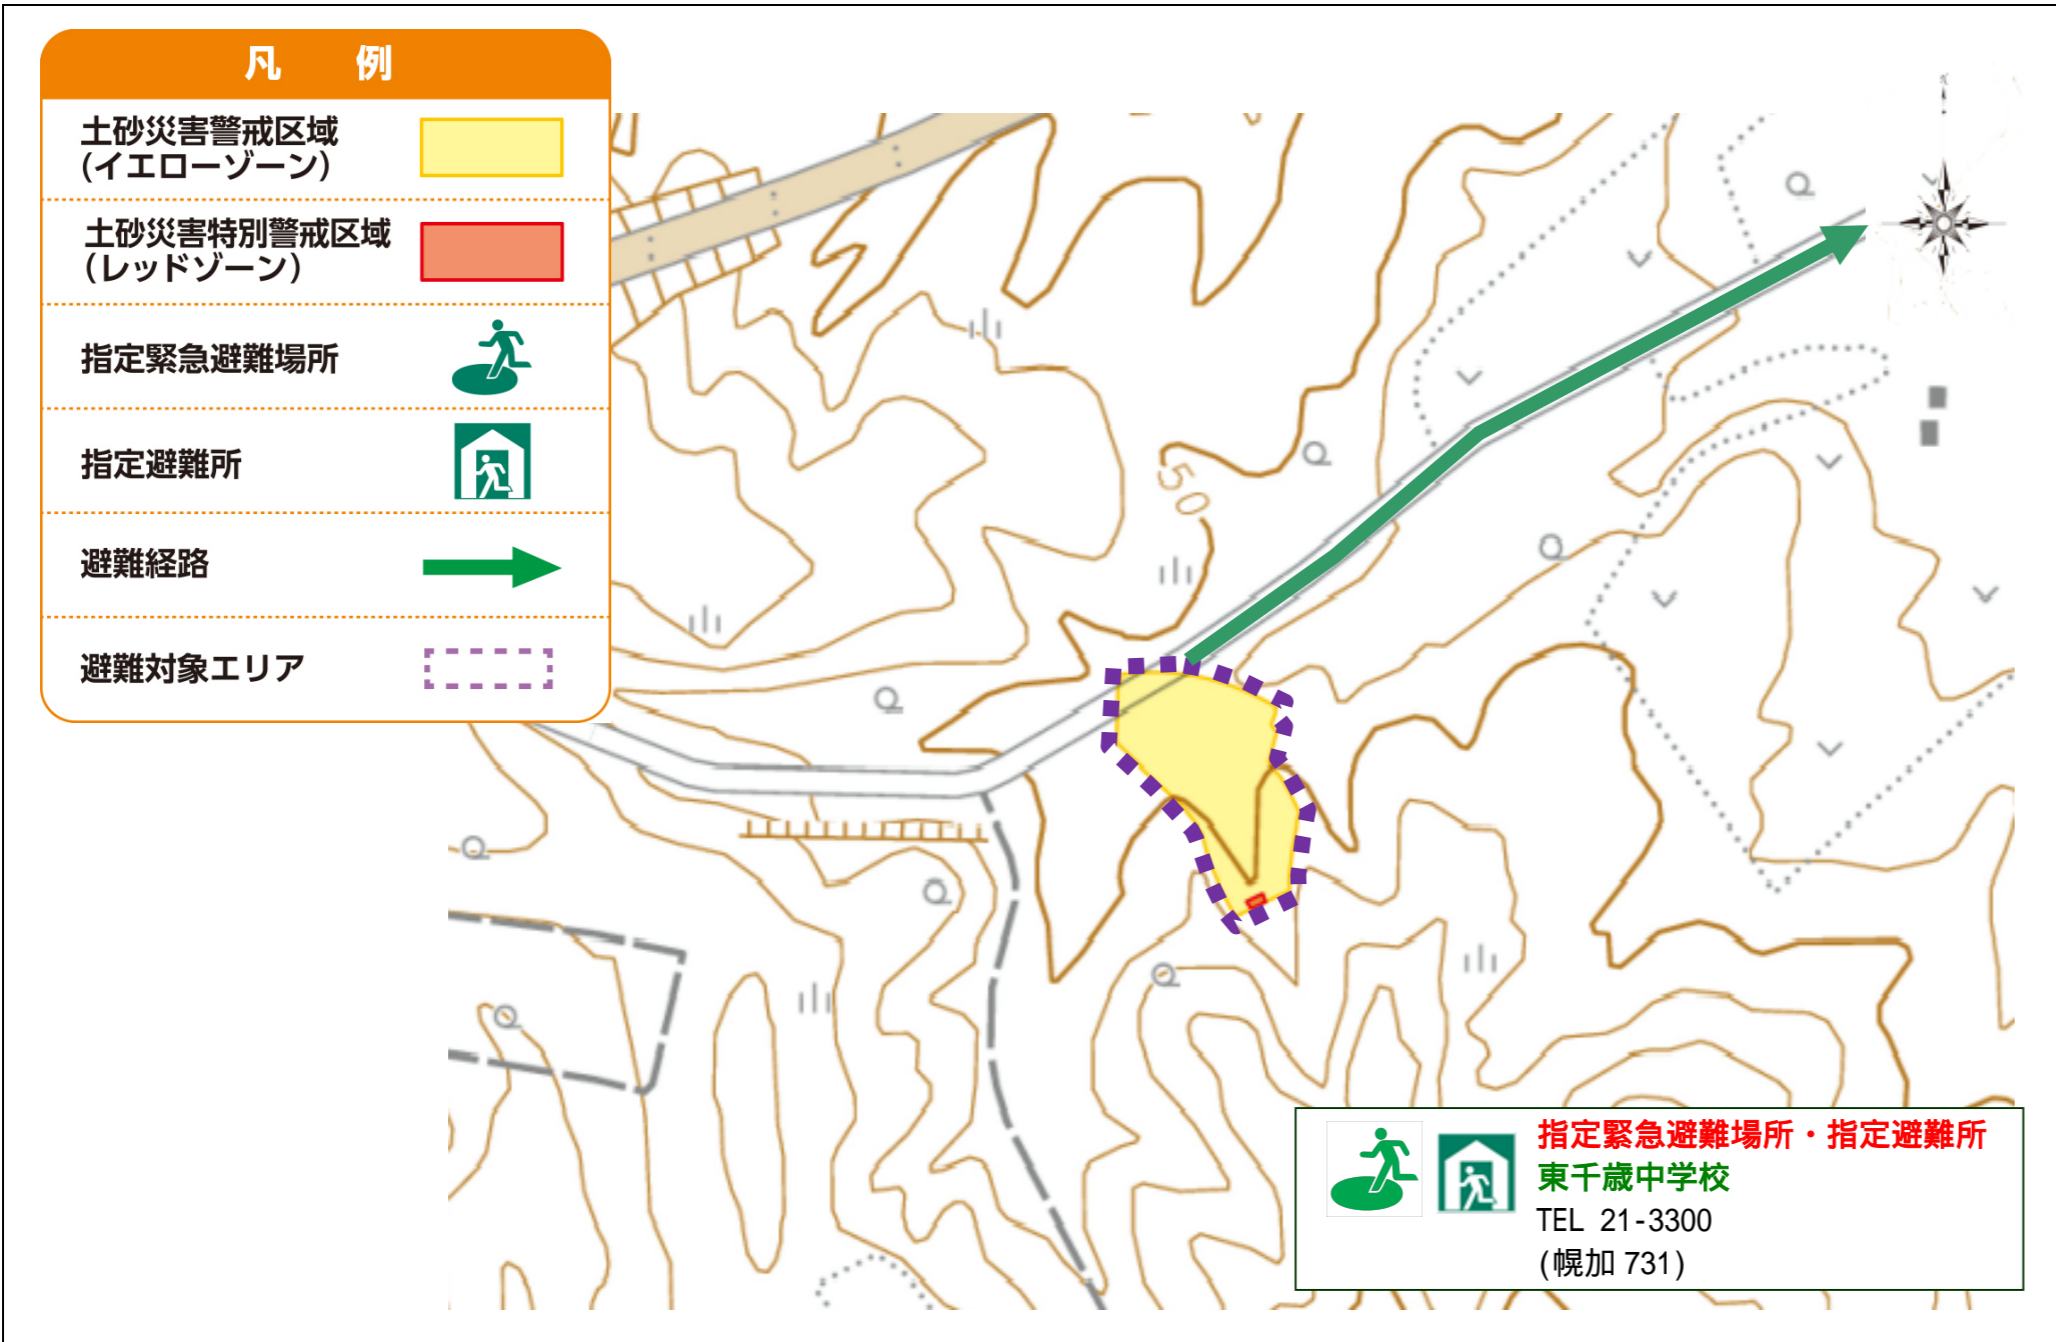 凡 例
土砂災害警戒区域
(イエローゾーン)
土砂災害特別警戒区域
(レッドゾーン)
指定緊急避難場所
指定避難所
避難経路
避難対象エリア
50
指定緊急避難場所・指定避難所
東千歳中学校
TEL 21-3300
(幌加 731)